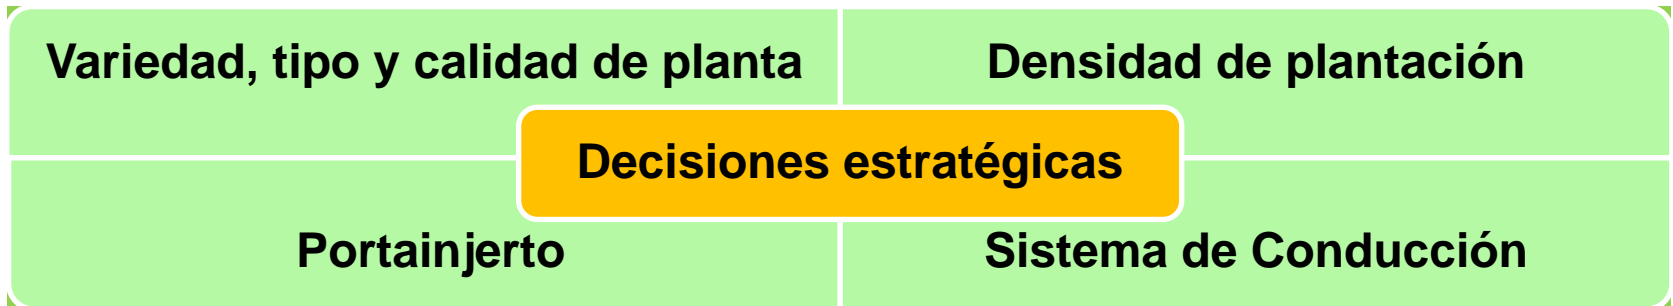 Variedad, tipo y calidad de planta
Densidad de plantación
Decisiones estratégicas
Portainjerto
Sistema de Conducción